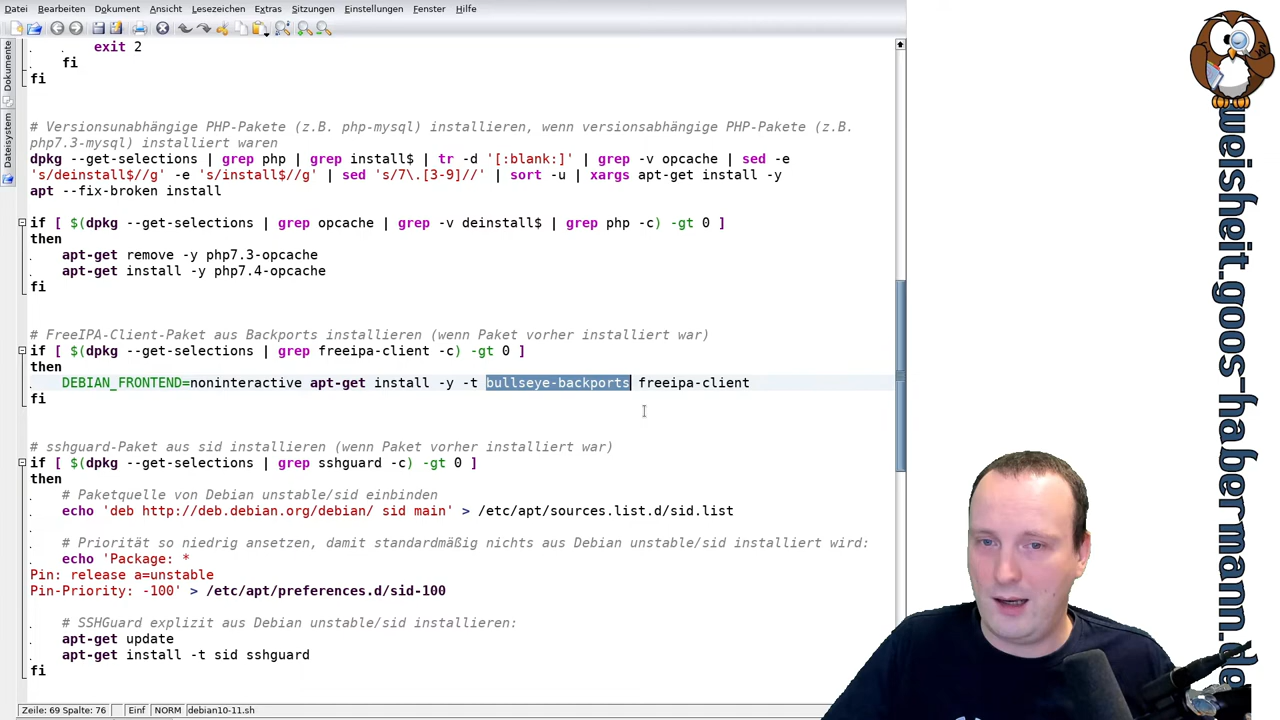 Datei Bearbeiten Dokument Ansicht Lesezeichen Extras Sitzungen Einstellungen Fenster Hilfe
Dokumente
Dateisystem
exit 2
fi
fi
# Versionsunabhängige PHP-Pakete (z.B. php-mysql) installieren, wenn versionsabhängige PHP-Pakete (z.B.
php7.3-mysql) installiert waren
dpkg --get-selections | grep php | grep install$ | tr -d '[:blank:]' | grep -v opcache | sed -e
's/deinstall$//g' -e 's/install$//g' | sed 's/7\.[3-9]//' | sort -u | xargs apt-get install -y
apt --fix-broken install
if [ $(dpkg --get-selections | grep opcache | grep -v deinstall$ | grep php -c) -gt 0 ]
then
apt-get remove -y php7.3-opcache
apt-get install -y php7.4-opcache
fi
# FreeIPA-Client-Paket aus Backports installieren (wenn Paket vorher installiert war)
if [ $(dpkg --get-selections | grep freeipa-client -c) -gt 0 ]
then
DEBIAN_FRONTEND=noninteractive apt-get install -y -t bullseye-backports freeipa-client
fi
# sshguard-Paket aus sid installieren (wenn Paket vorher installiert war)
if [ $(dpkg --get-selections | grep sshguard -c) -gt 0 ]
then
# Paketquelle von Debian unstable/sid einbinden
echo 'deb http://deb.debian.org/debian/ sid main' > /etc/apt/sources.list.d/sid.list
# Priorität so niedrig ansetzen, damit standardmäßig nichts aus Debian unstable/sid installiert wird:
echo 'Package: *
Pin: release a=unstable
Pin-Priority: -100' > /etc/apt/preferences.d/sid-100
# SSHGuard explizit aus Debian unstable/sid installieren:
apt-get update
apt-get install -t sid sshguard
fi
Zeile: 69 Spalte: 76 Einf NORM debian10-11.sh
weisheit.goos-habermann.de